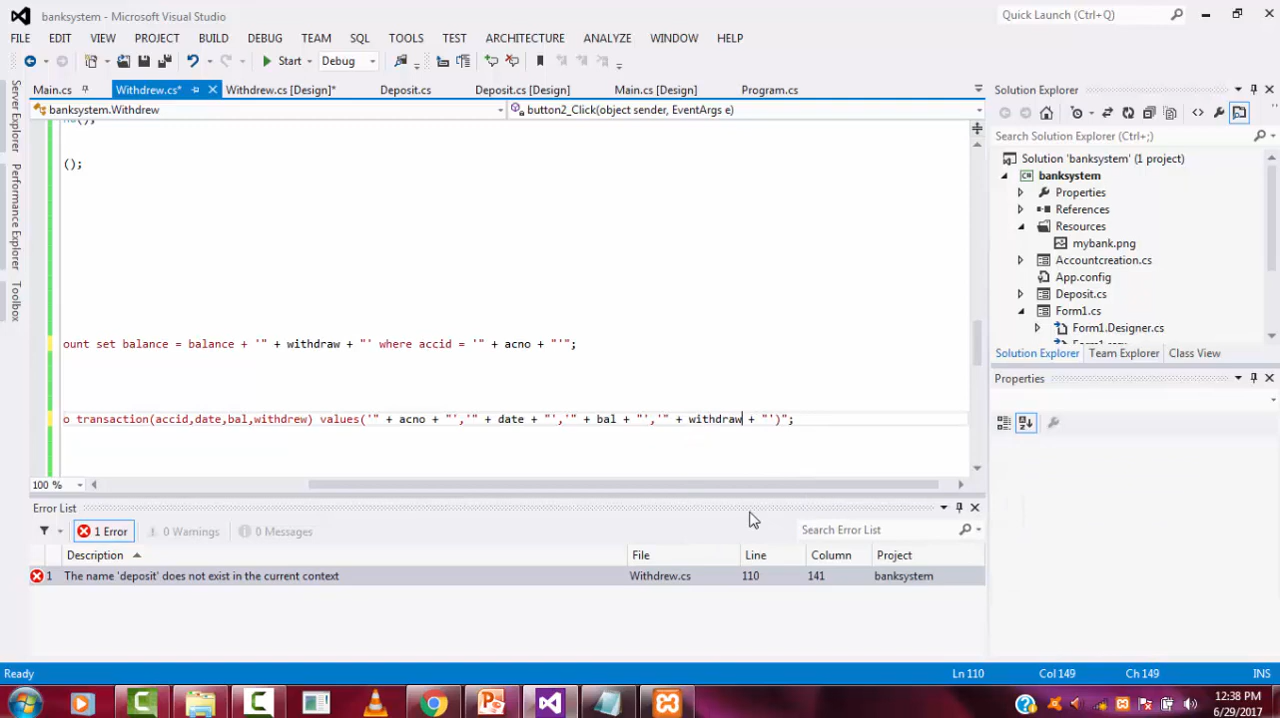 banksystem - Microsoft Visual Studio
Quick Launch (Ctrl+Q)
FILE EDIT VIEW PROJECT BUILD DEBUG TEAM SQL TOOLS TEST ARCHITECTURE ANALYZE WINDOW HELP
Start Debug
Main.cs Withdrew.cs* Withdrew.cs [Design]* Deposit.cs Deposit.cs [Design] Main.cs [Design] Program.cs
banksystem.Withdrew button2_Click(object sender, EventArgs e)
();
ount set balance = balance + '" + withdraw + "' where accid = '" + acno + "'";
o transaction(accid,date,bal,withdrew) values('" + acno + "','" + date + "','" + bal + "','" + withdraw + "')";
100 %
Server Explorer
Performance Explorer
Toolbox
Error List
1 Error 0 Warnings 0 Messages Search Error List
Description File Line Column Project
1 The name 'deposit' does not exist in the current context Withdrew.cs 110 141 banksystem
Solution Explorer
Search Solution Explorer (Ctrl+;)
Solution 'banksystem' (1 project)
banksystem
Properties
References
Resources
mybank.png
Accountcreation.cs
App.config
Deposit.cs
Form1.cs
Form1.Designer.cs
Solution Explorer Team Explorer Class View
Properties
Ready Ln 110 Col 149 Ch 149 INS
12:38 PM
6/29/2017